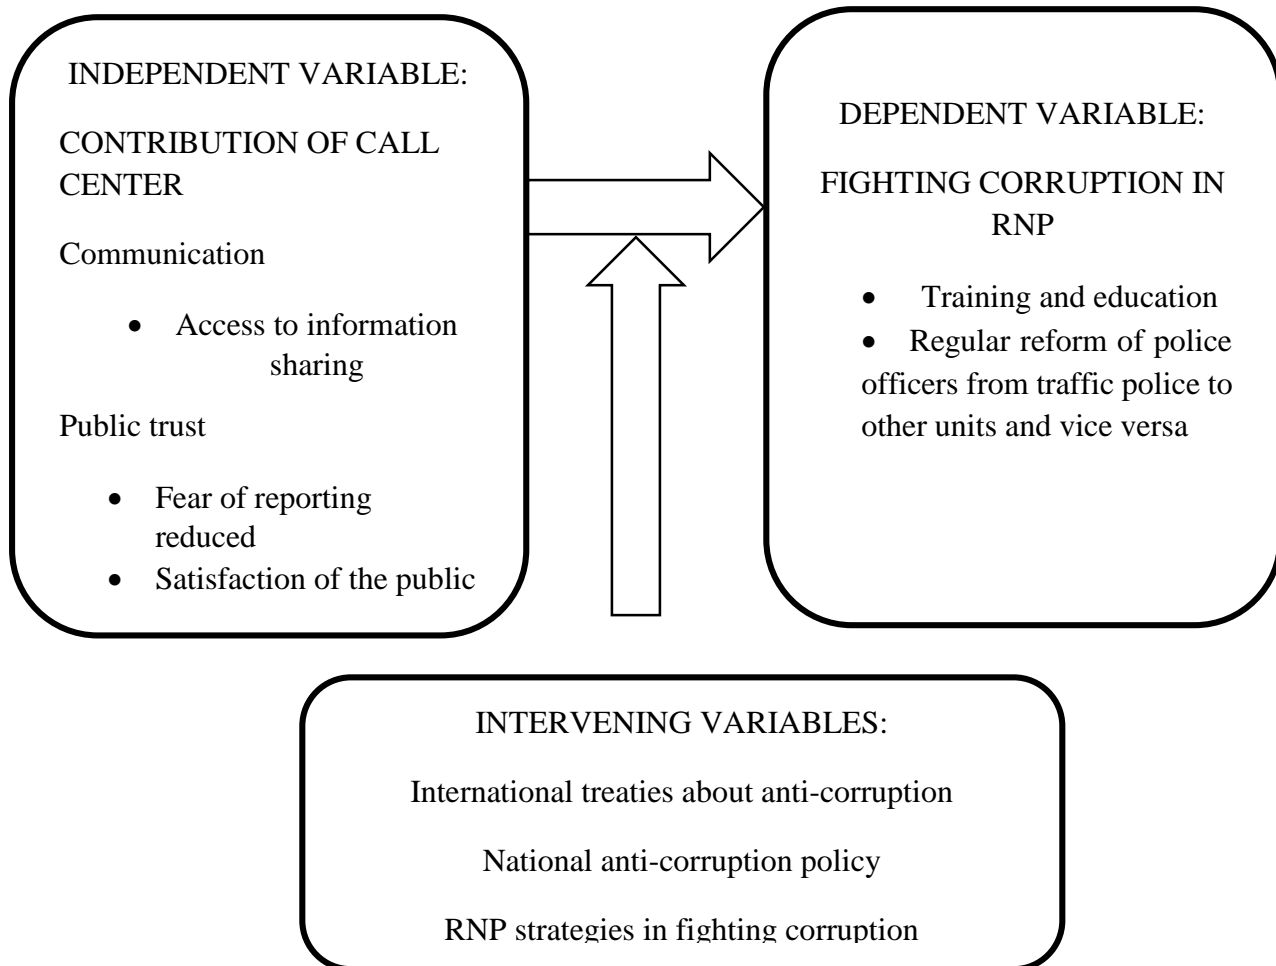 INDEPENDENT VARIABLE:
CONTRIBUTION OF CALL
CENTER
Communication
• Access to information
sharing
Public trust
• Fear of reporting
reduced
• Satisfaction of the public
DEPENDENT VARIABLE:
FIGHTING CORRUPTION IN
RNP
• Training and education
• Regular reform of police
officers from traffic police to
other units and vice versa
INTERVENING VARIABLES:
International treaties about anti-corruption
National anti-corruption policy
RNP strategies in fighting corruption